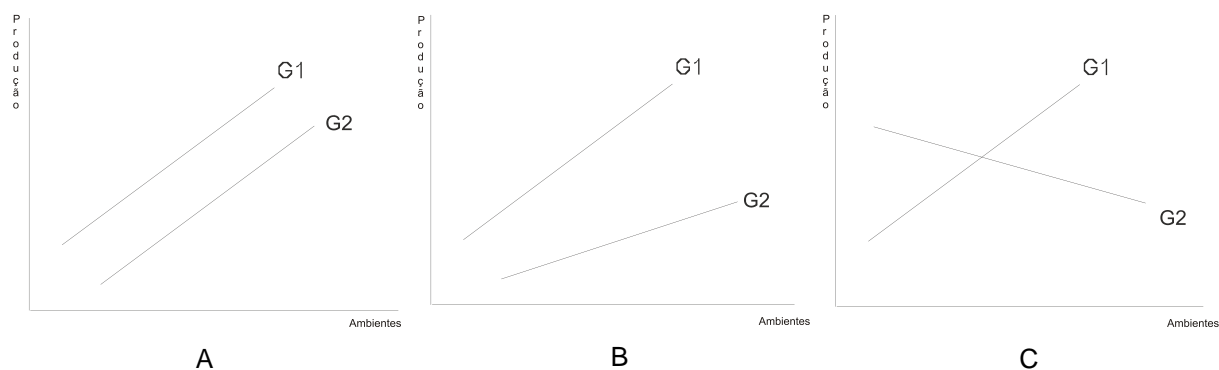 Produção
G1
G2
Ambientes
A
Produção
G1
G2
Ambientes
B
Produção
G1
G2
Ambientes
C